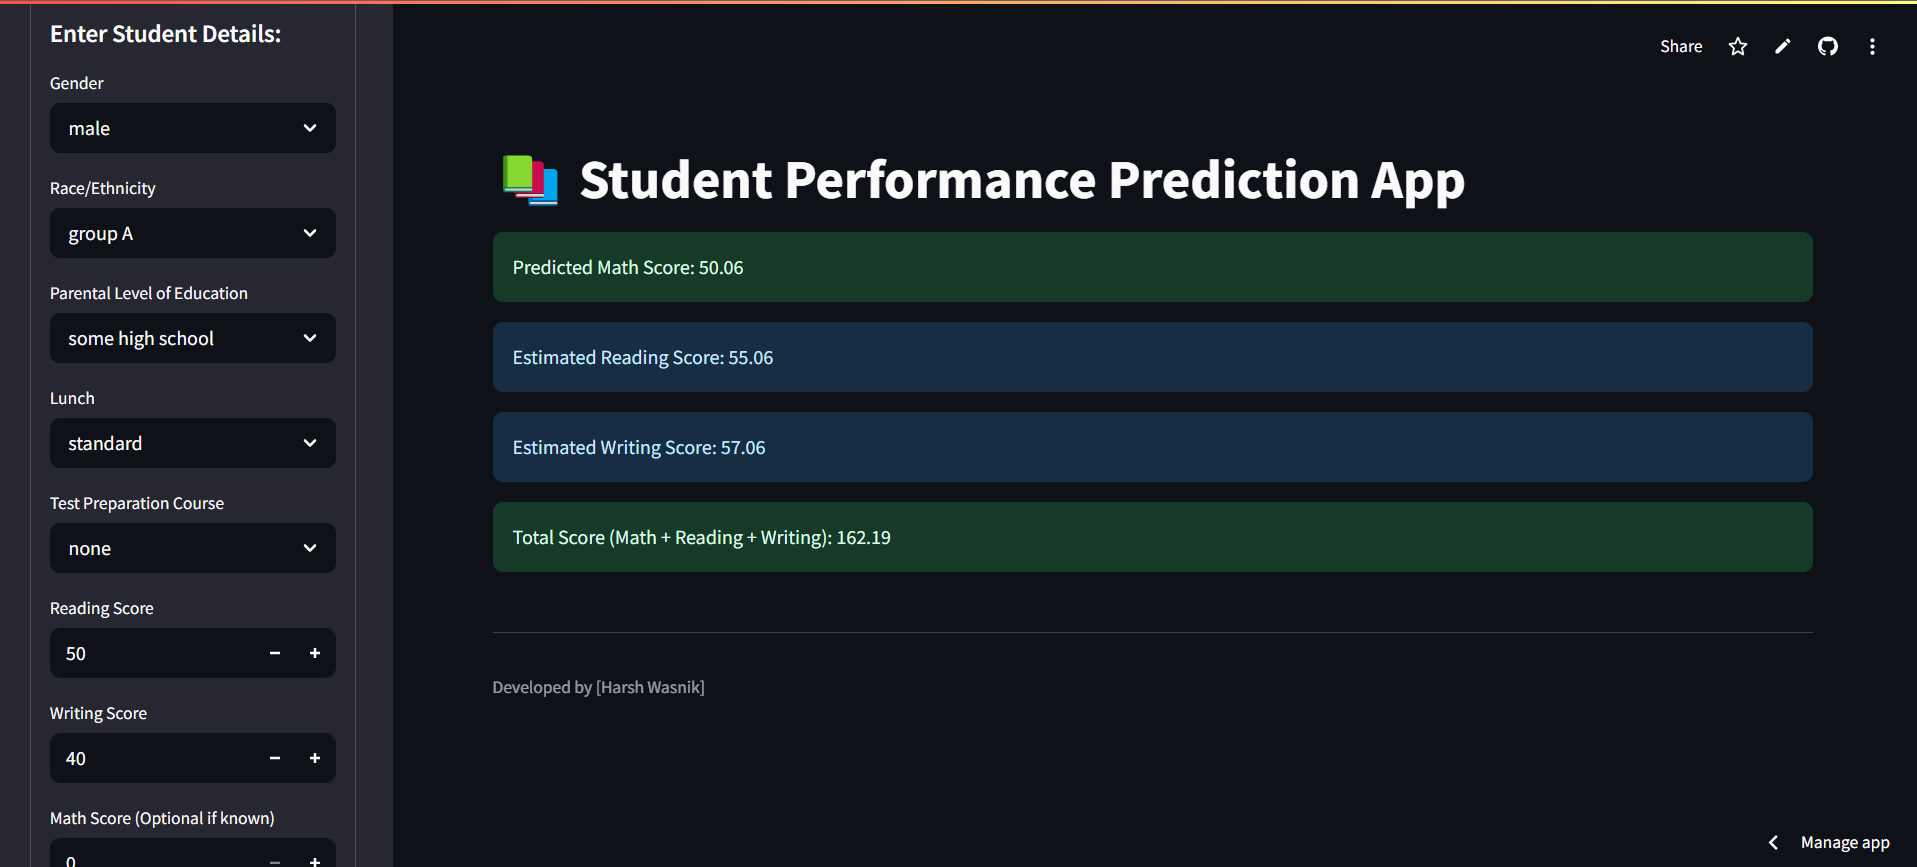 Enter Student Details:
Gender
male
Race/Ethnicity
group A
Parental Level of Education
some high school
Lunch
standard
Test Preparation Course
none
Reading Score
50
Writing Score
40
Math Score (Optional if known)
0
Share
Student Performance Prediction App
Predicted Math Score: 50.06
Estimated Reading Score: 55.06
Estimated Writing Score: 57.06
Total Score (Math + Reading + Writing): 162.19
Developed by [Harsh Wasnik]
Manage app